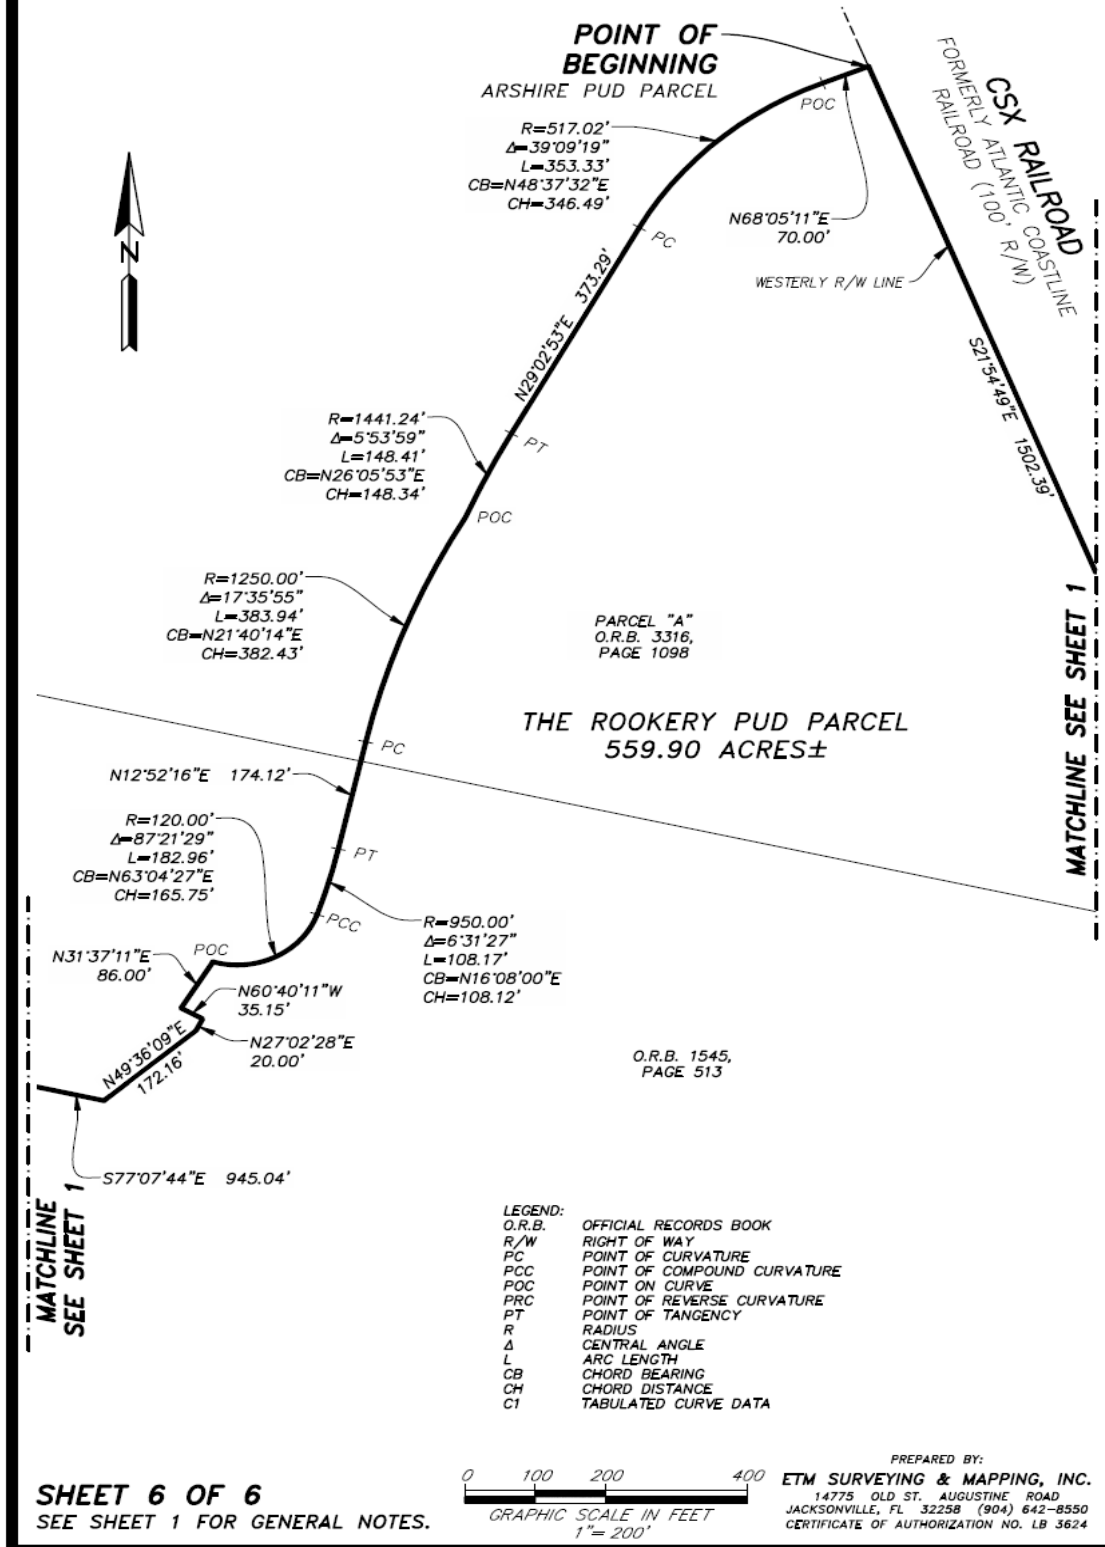 POINT OF
BEGINNING
ARSHIRE PUD PARCEL
CSX RAILROAD
FORMERLY ATLANTIC COASTLINE
RAILROAD (100' R/W)
POC
R=517.02'
Δ=39°09'19"
L=353.33'
CB=N48°37'32"E
CH=346.49'
N68°05'11"E
70.00'
PC
N
WESTERLY R/W LINE
N29°02'53"E 373.29'
S21°54'49"E 1502.39'
R=1441.24'
Δ=5°53'59"
L=148.41'
CB=N26°05'53"E
CH=148.34'
PT
POC
R=1250.00'
Δ=17°35'55"
L=383.94'
CB=N21°40'14"E
CH=382.43'
PARCEL "A"
O.R.B. 3316,
PAGE 1098
MATCHLINE SEE SHEET 1
THE ROOKERY PUD PARCEL
559.90 ACRES±
PC
N12°52'16"E 174.12'
R=120.00'
Δ=87°21'29"
L=182.96'
CB=N63°04'27"E
CH=165.75'
PT
PCC
R=950.00'
Δ=6°31'27"
L=108.17'
CB=N16°08'00"E
CH=108.12'
POC
N31°37'11"E
86.00'
N60°40'11"W
35.15'
N27°02'28"E
20.00'
N49°36'09"E
172.16'
O.R.B. 1545,
PAGE 513
S77°07'44"E 945.04'
MATCHLINE
SEE SHEET 1
LEGEND:
O.R.B. OFFICIAL RECORDS BOOK
R/W RIGHT OF WAY
PC POINT OF CURVATURE
PCC POINT OF COMPOUND CURVATURE
POC POINT ON CURVE
PRC POINT OF REVERSE CURVATURE
PT POINT OF TANGENCY
R RADIUS
Δ CENTRAL ANGLE
L ARC LENGTH
CB CHORD BEARING
CH CHORD DISTANCE
C1 TABULATED CURVE DATA
SHEET 6 OF 6
SEE SHEET 1 FOR GENERAL NOTES.
0 100 200 400
GRAPHIC SCALE IN FEET
1"= 200'
PREPARED BY:
ETM SURVEYING & MAPPING, INC.
14775 OLD ST. AUGUSTINE ROAD
JACKSONVILLE, FL 32258 (904) 642-8550
CERTIFICATE OF AUTHORIZATION NO. LB 3624